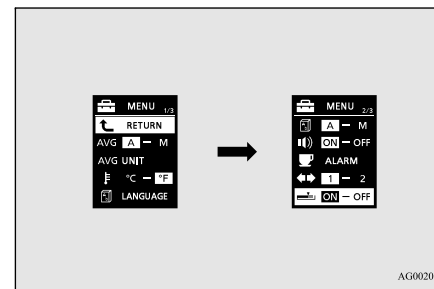 MENU 1/3
RETURN
AVG A – M
AVG UNIT
°C – °F
LANGUAGE
MENU 2/3
A – M
ON – OFF
ALARM
1 – 2
ON – OFF
AG0020